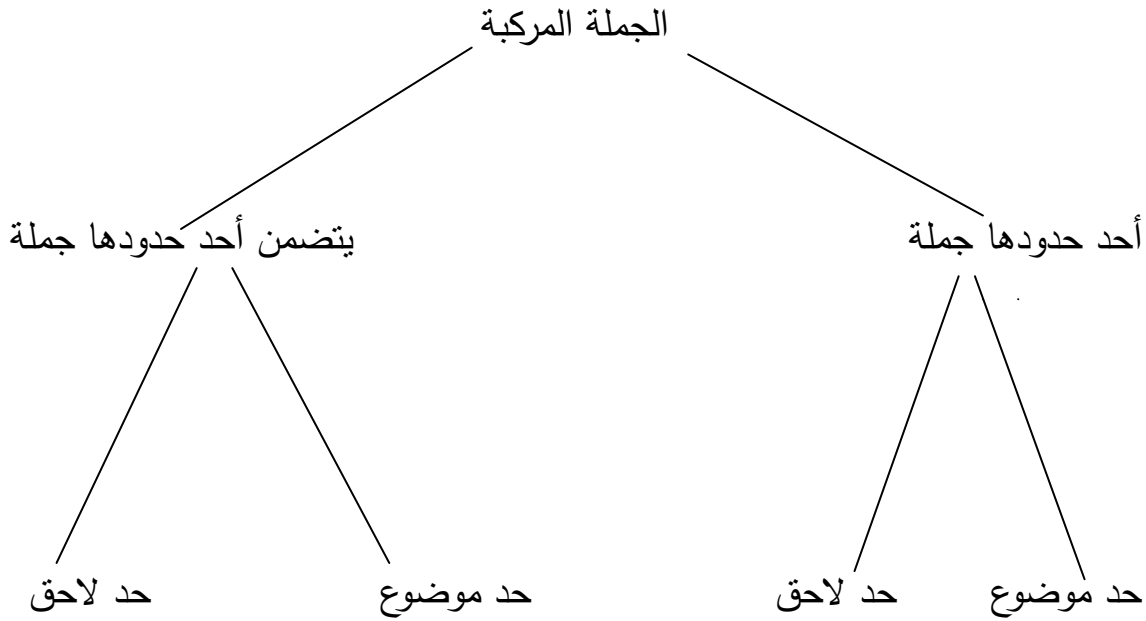 الجملة المركبة
أحد حدودها جملة
يتضمن أحد حدودها جملة
حد موضوع
حد لاحق
حد موضوع
حد لاحق